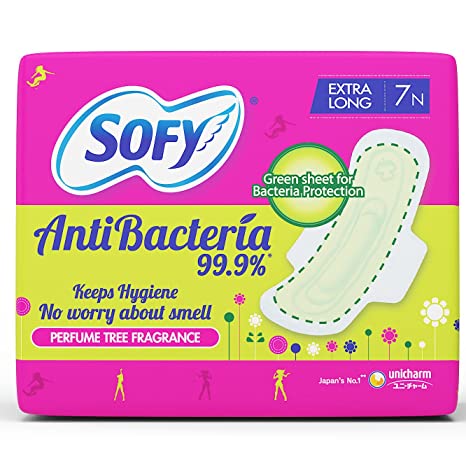 EXTRA LONG
7N
SOFY®
Green sheet for
Bacteria Protection
AntiBacteria
99.9%*
Keeps Hygiene
No worry about smell
PERFUME TREE FRAGRANCE
Japan's No.1**
unicharm
ユニ・チャーム